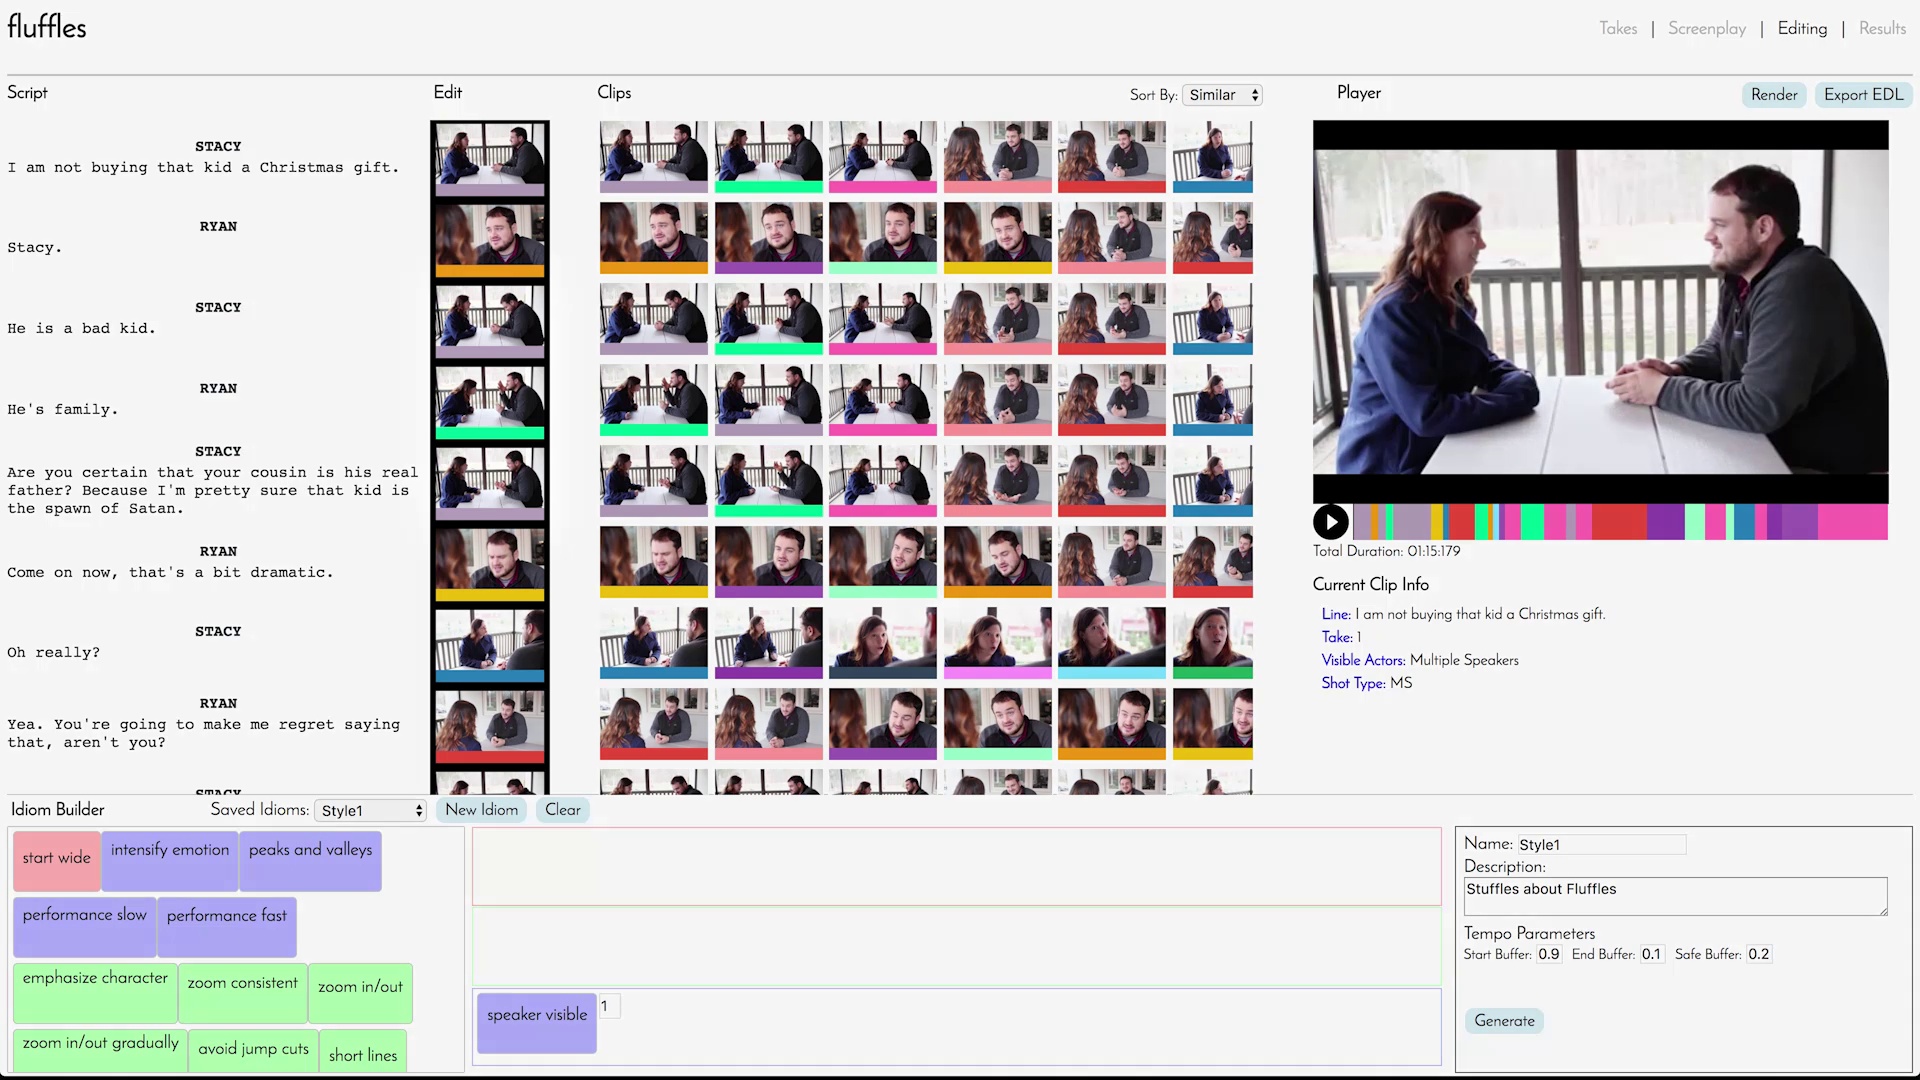 fluffles
Takes | Screenplay | Editing | Results
Script
Edit
Clips
Sort By: Similar
Player
Render
Export EDL
STACY
I am not buying that kid a Christmas gift.
RYAN
Stacy.
STACY
He is a bad kid.
RYAN
He's family.
STACY
Are you certain that your cousin is his real
father? Because I'm pretty sure that kid is
the spawn of Satan.
RYAN
Come on now, that's a bit dramatic.
STACY
Oh really?
RYAN
Yea. You're going to make me regret saying
that, aren't you?
STACY
Total Duration: 01:15:179
Current Clip Info
Line: I am not buying that kid a Christmas gift.
Take: 1
Visible Actors: Multiple Speakers
Shot Type: MS
Idiom Builder
Saved Idioms: Style1
New Idiom
Clear
start wide
intensify emotion
peaks and valleys
performance slow
performance fast
emphasize character
zoom consistent
zoom in/out
zoom in/out gradually
avoid jump cuts
short lines
speaker visible
1
Name: Style1
Description:
Stuffles about Fluffles
Tempo Parameters
Start Buffer: 0.9 End Buffer: 0.1 Safe Buffer: 0.2
Generate